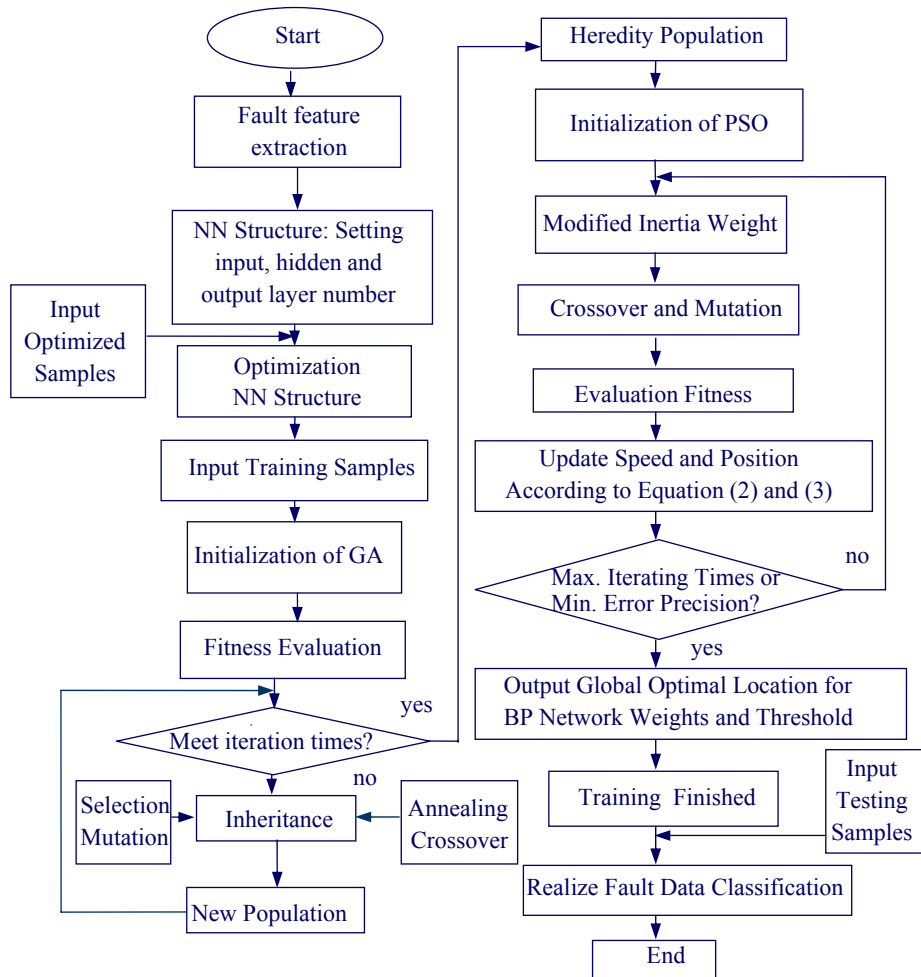 Start
Fault feature
extraction
NN Structure: Setting
input, hidden and
output layer number
Input
Optimized
Samples
Optimization
NN Structure
Input Training Samples
Initialization of GA
Fitness Evaluation
yes
Meet iteration times?
no
Selection
Mutation
Inheritance
Annealing
Crossover
New Population
Heredity Population
Initialization of PSO
Modified Inertia Weight
Crossover and Mutation
Evaluation Fitness
Update Speed and Position
According to Equation (2) and (3)
no
Max. Iterating Times or
Min. Error Precision?
yes
Output Global Optimal Location for
BP Network Weights and Threshold
Training Finished
Input
Testing
Samples
Realize Fault Data Classification
End